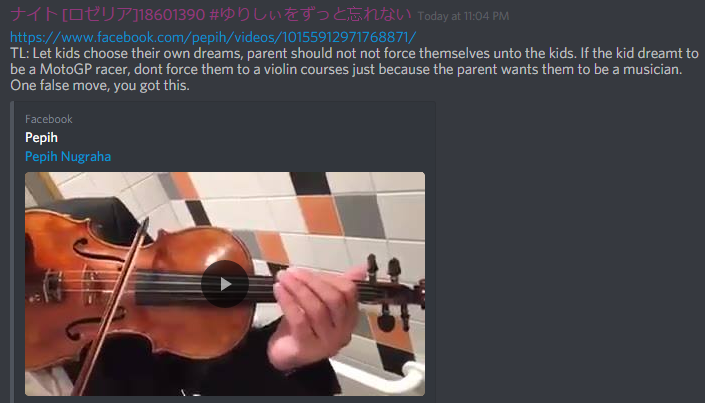 ナイト [ロゼリア]18601390 #ゆりしぃをずっと忘れない Today at 11:04 PM
https://www.facebook.com/pepih/videos/10155912971768871/
TL: Let kids choose their own dreams, parent should not not force themselves unto the kids. If the kid dreamt to
be a MotoGP racer, dont force them to a violin courses just because the parent wants them to be a musician.
One false move, you got this.
Facebook
Pepih
Pepih Nugraha